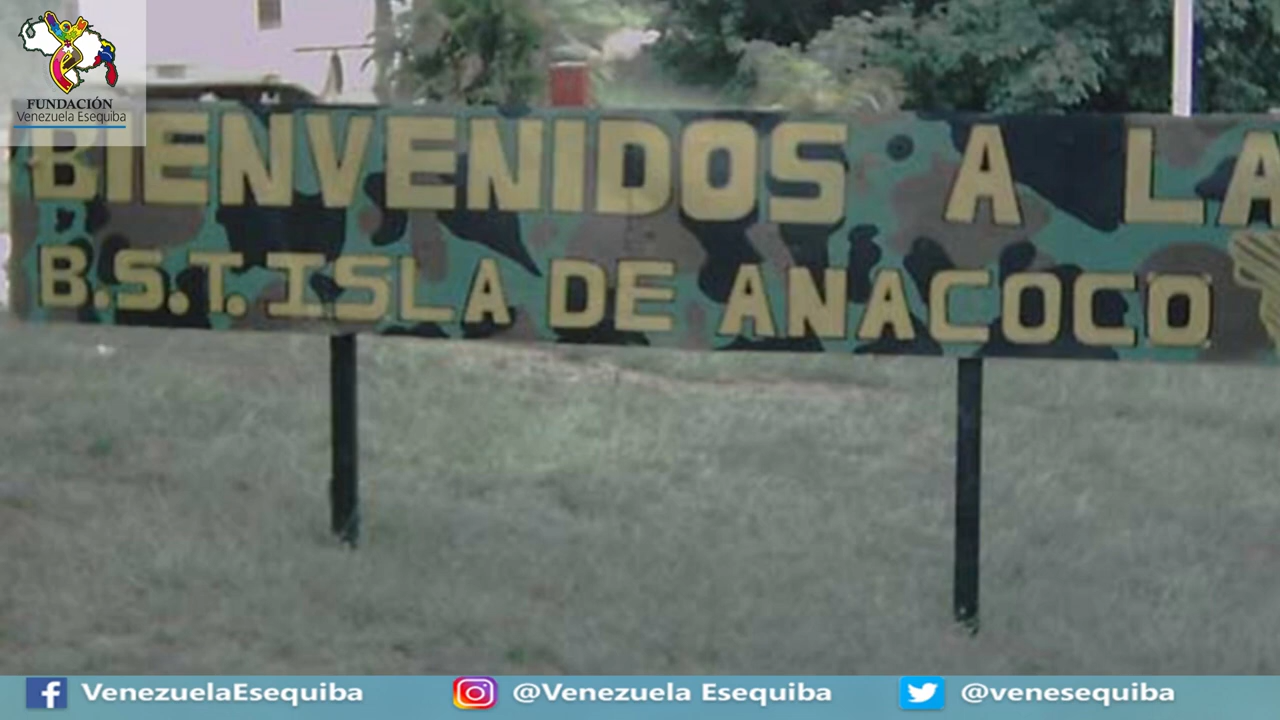 FUNDACIÓN
Venezuela Esequiba
BIENVENIDOS A LA
B.S.T. ISLA DE ANACOCO
VenezuelaEsequiba
@Venezuela Esequiba
@venesequiba